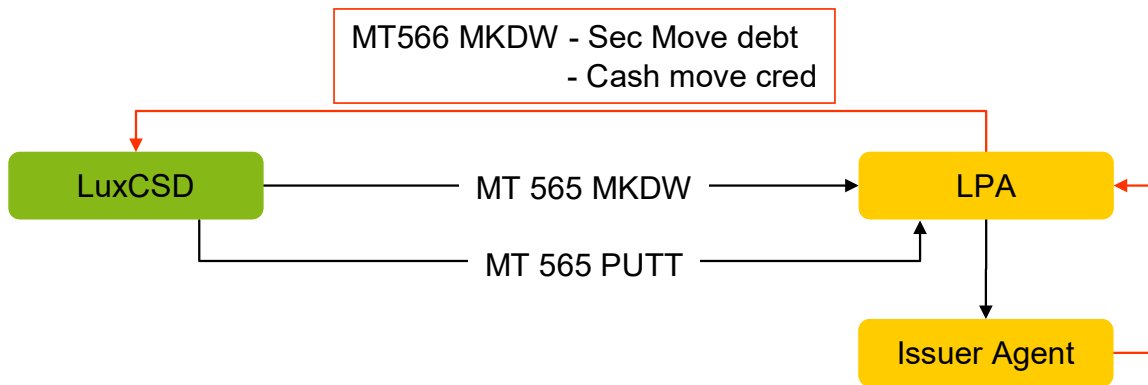 MT566 MKDW - Sec Move debt
- Cash move cred
LuxCSD
MT 565 MKDW
LPA
MT 565 PUTT
Issuer Agent